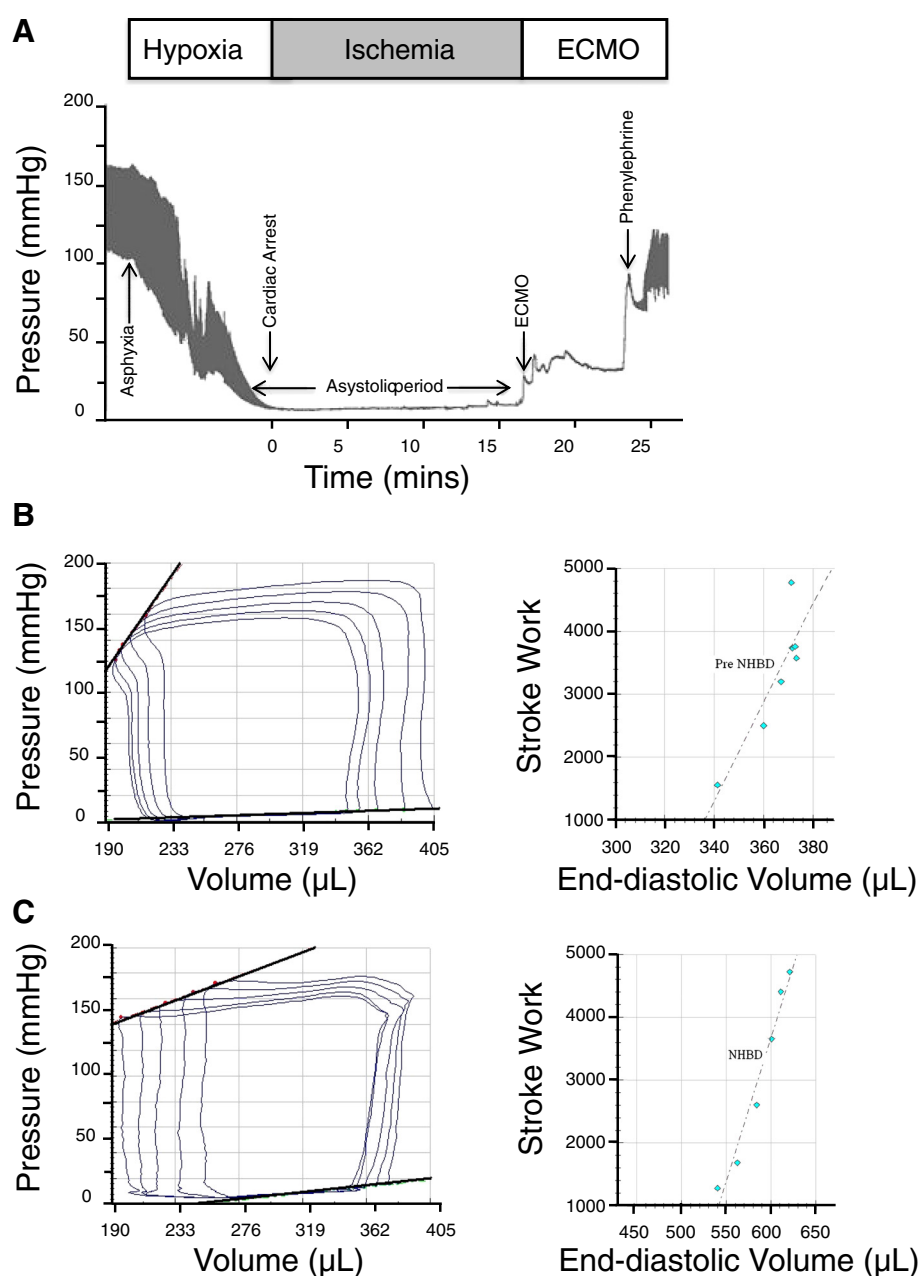 A
Hypoxia Ischemia ECMO
Pressure (mmHg)
200
150
100
50
0
Asphyxia
Cardiac Arrest
Asystolicperiod
ECMO
Phenylephrine
0 5 10 15 20 25
Time (mins)
B
Pressure (mmHg)
200
150
100
50
0
190 233 276 319 362 405
Volume (µL)
Stroke Work
5000
4000
3000
2000
1000
Pre NHBD
300 320 340 360 380
End-diastolic Volume (µL)
C
Pressure (mmHg)
200
150
100
50
0
190 233 276 319 362 405
Volume (µL)
Stroke Work
5000
4000
3000
2000
1000
NHBD
450 500 550 600 650
End-diastolic Volume (µL)